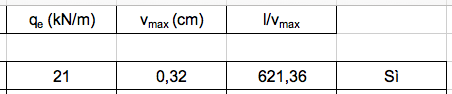 qe (kN/m) vmax (cm) l/vmax
21 0,32 621,36 Sì